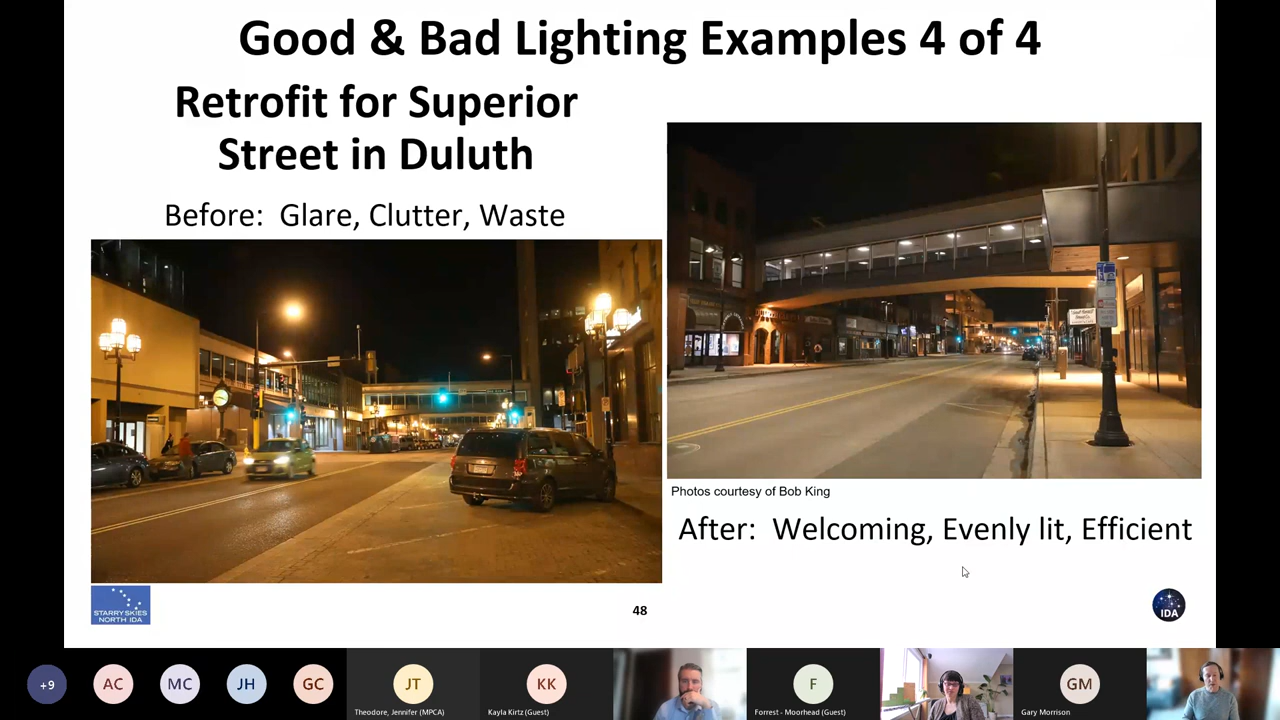 Good & Bad Lighting Examples 4 of 4
Retrofit for Superior
Street in Duluth
Before:  Glare, Clutter, Waste
Photos courtesy of Bob King
After:  Welcoming, Evenly lit, Efficient
STARRY SKIES
NORTH IDA
48
IDA
+9
AC
MC
JH
GC
JT
Theodore, Jennifer (MPCA)
KK
Kayla Kirtz (Guest)
F
Forrest - Moorhead (Guest)
GM
Gary Morrison